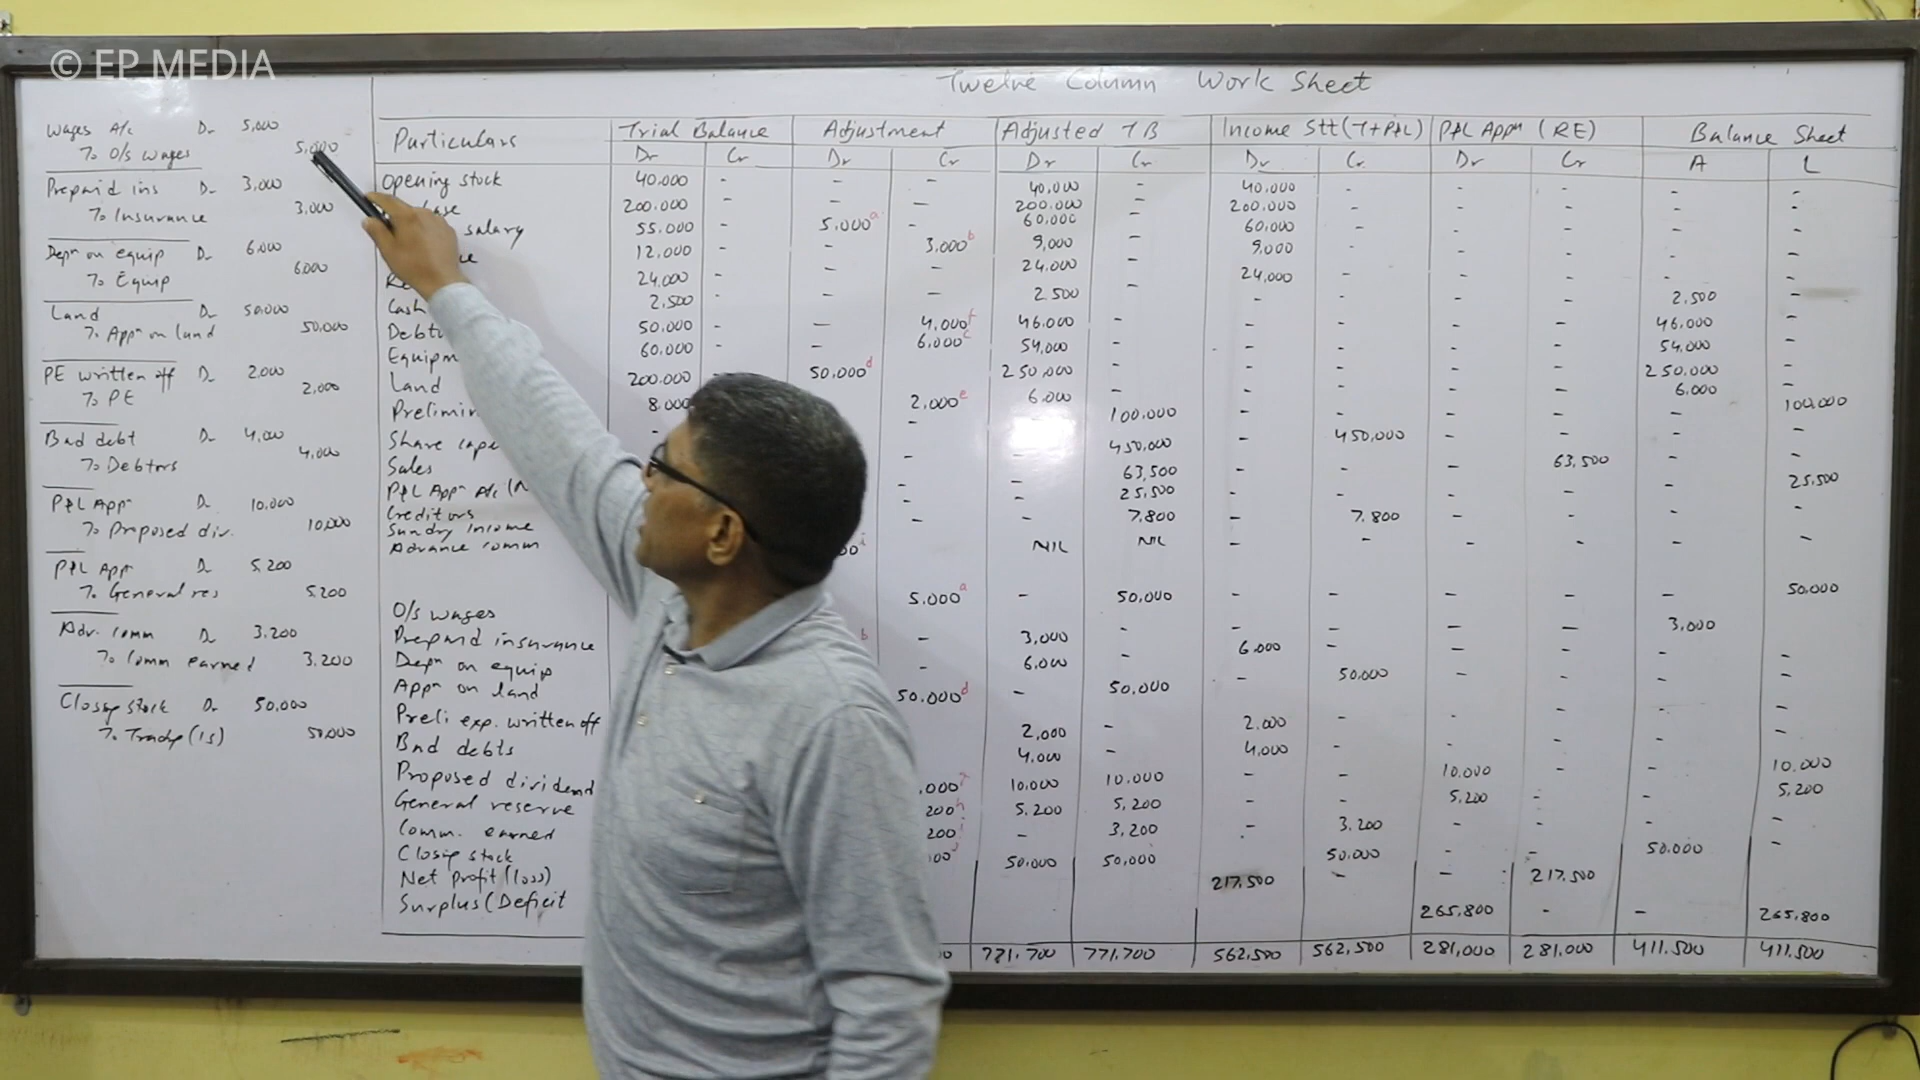 © EP MEDIA
Twelve Column Work Sheet
Wages A/c Dr 5,000
To O/s wages 5,000
Prepaid ins Dr 3,000
To Insurance 3,000
Depn on equip Dr 6,000
To Equip 6,000
Land Dr 50,000
To Appn on land 50,000
PE written off Dr 2,000
To PE 2,000
Bad debt Dr 4,000
To Debtors 4,000
P&L App Dr 10,000
To Proposed div. 10,000
P&L App Dr 5,200
To General res 5,200
Adv. comm Dr 3,200
To Comm earned 3,200
Closing stock Dr 50,000
To Trading (IS) 50,000
Particulars Trial Balance Adjustment Adjusted TB Income Stt (T+P&L) P&L Appn (RE) Balance Sheet
Dr Cr Dr Cr Dr Cr Dr Cr Dr Cr A L
Opening stock 40,000 - - - 40,000 - 40,000 - - - - -
200,000 - - - 200,000 - 200,000 - - - - -
salary 55,000 - 5,000 a - 60,000 - 60,000 - - - - -
12,000 - - 3,000 b 9,000 - 9,000 - - - - -
24,000 - - - 24,000 - 24,000 - - - - -
Cash 2,500 - - - 2,500 - - - - - 2,500 -
50,000 - - 4,000 f 46,000 - - - - - 46,000 -
60,000 - - 6,000 c 54,000 - - - - - 54,000 -
Land 200,000 50,000 d - 250,000 - - - - - 250,000 -
8,000 2,000 e 6,000 - - - - - 6,000 -
- - 100,000 - - - - - 100,000
Sales - - 450,000 - 450,000 - - - -
P&L Appn A/c - - 63,500 - - - 63,500 - -
Creditors - - 25,500 - - - - - 25,500
Sundry Income - - 7,800 - 7,800 - - - -
Advance comm i NIL NIL - - - - - -
O/s wages 5,000 a - 50,000 - - - - - 50,000
Prepaid insurance b - 3,000 - - - - - 3,000
Depn on equip - 6,000 - 6,000 - - - - -
Appn on land 50,000 d - 50,000 - 50,000 - - - -
Preli exp. written off 2,000 - 2,000 - - - - -
Bad debts 4,000 - 4,000 - - - - -
Proposed dividend 10,000 10,000 - - 10,000 10,000
General reserve h 5,200 5,200 - - 5,200 - - 5,200
Comm. earned - 3,200 - 3,200 - - - -
Closing stock 50,000 50,000 50,000 - - 50,000 -
Net Profit (loss) 217,500 - - 217,500
Surplus (Deficit 265,800 - - 265,800
771,700 771,700 562,500 562,500 281,000 281,000 411,500 411,500